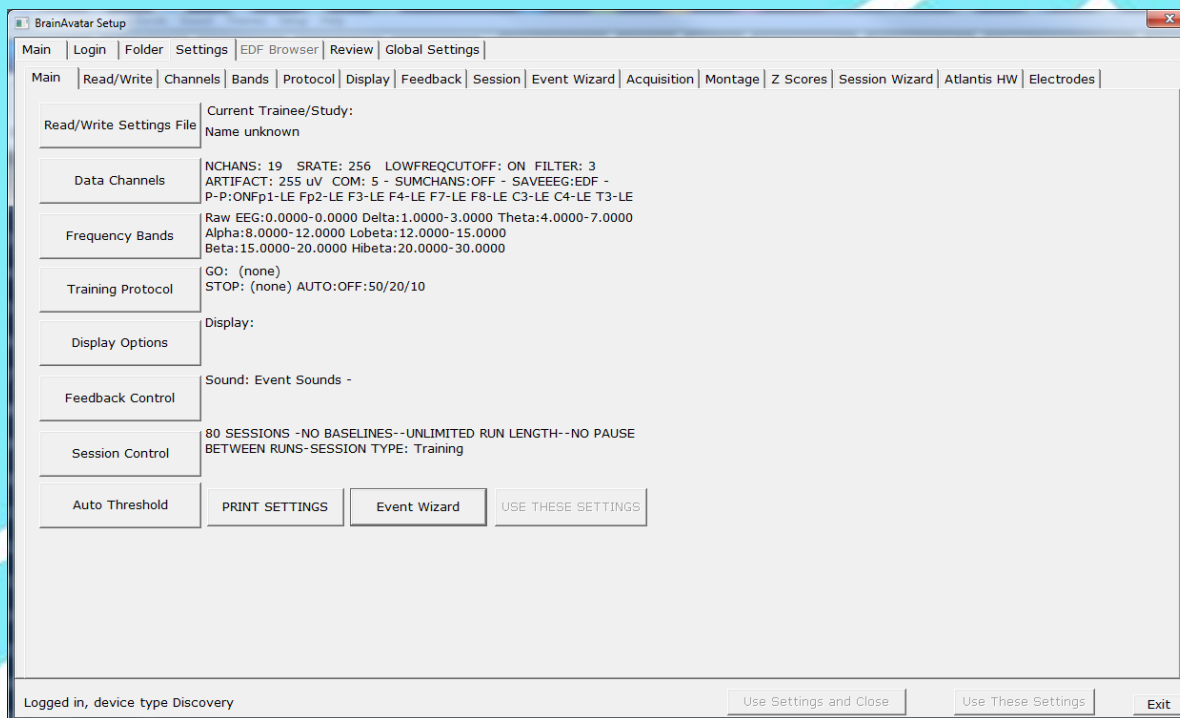 BrainAvatar Setup
Main Login Folder Settings EDF Browser Review Global Settings
Main Read/Write Channels Bands Protocol Display Feedback Session Event Wizard Acquisition Montage Z Scores Session Wizard Atlantis HW Electrodes
Read/Write Settings File
Current Trainee/Study:
Name unknown
Data Channels
NCHANS: 19 SRATE: 256 LOWFREQCUTOFF: ON FILTER: 3
ARTIFACT: 255 uV COM: 5 - SUMCHANS:OFF - SAVEEEG:EDF -
P-P:ONFp1-LE Fp2-LE F3-LE F4-LE F7-LE F8-LE C3-LE C4-LE T3-LE
Frequency Bands
Raw EEG:0.0000-0.0000 Delta:1.0000-3.0000 Theta:4.0000-7.0000
Alpha:8.0000-12.0000 Lobeta:12.0000-15.0000
Beta:15.0000-20.0000 Hibeta:20.0000-30.0000
Training Protocol
GO: (none)
STOP: (none) AUTO:OFF:50/20/10
Display Options
Display:
Feedback Control
Sound: Event Sounds -
Session Control
80 SESSIONS -NO BASELINES--UNLIMITED RUN LENGTH--NO PAUSE
BETWEEN RUNS-SESSION TYPE: Training
Auto Threshold PRINT SETTINGS Event Wizard USE THESE SETTINGS
Logged in, device type Discovery Use Settings and Close Use These Settings Exit